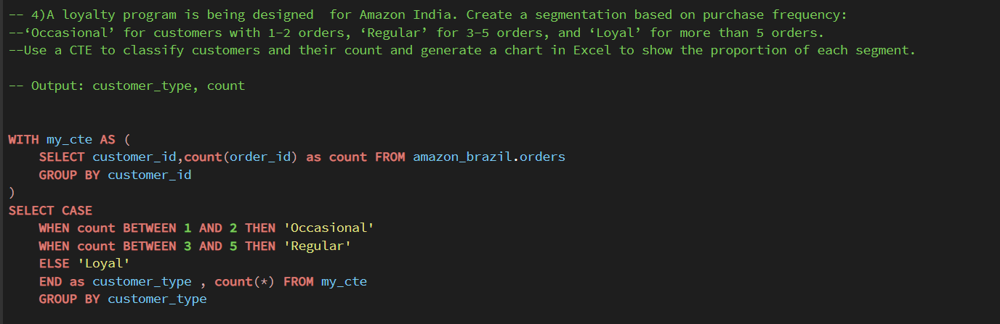 -- 4)A loyalty program is being designed  for Amazon India. Create a segmentation based on purchase frequency:
--‘Occasional’ for customers with 1-2 orders, ‘Regular’ for 3-5 orders, and ‘Loyal’ for more than 5 orders.
--Use a CTE to classify customers and their count and generate a chart in Excel to show the proportion of each segment.
-- Output: customer_type, count
WITH my_cte AS (
    SELECT customer_id,count(order_id) as count FROM amazon_brazil.orders
    GROUP BY customer_id
)
SELECT CASE
    WHEN count BETWEEN 1 AND 2 THEN 'Occasional'
    WHEN count BETWEEN 3 AND 5 THEN 'Regular'
    ELSE 'Loyal'
    END as customer_type , count(*) FROM my_cte
    GROUP BY customer_type